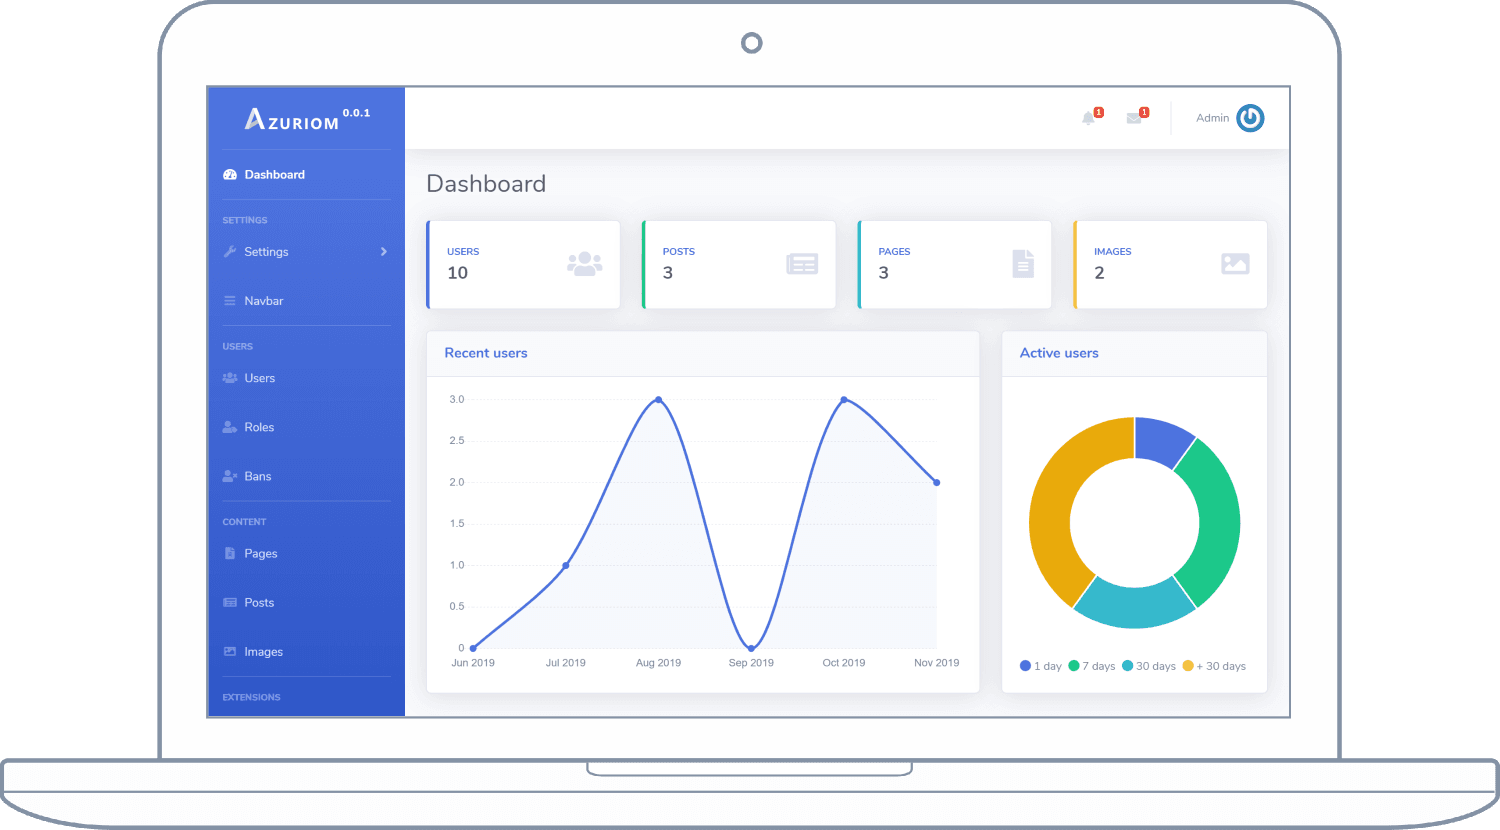 AZURIOM 0.0.1
Dashboard
SETTINGS
Settings
Navbar
USERS
Users
Roles
Bans
CONTENT
Pages
Posts
Images
EXTENSIONS
1
1
Admin
Dashboard
USERS
10
POSTS
3
PAGES
3
IMAGES
2
Recent users
3.0
2.5
2.0
1.5
1.0
0.5
0
Jun 2019 Jul 2019 Aug 2019 Sep 2019 Oct 2019 Nov 2019
Active users
1 day 7 days 30 days + 30 days